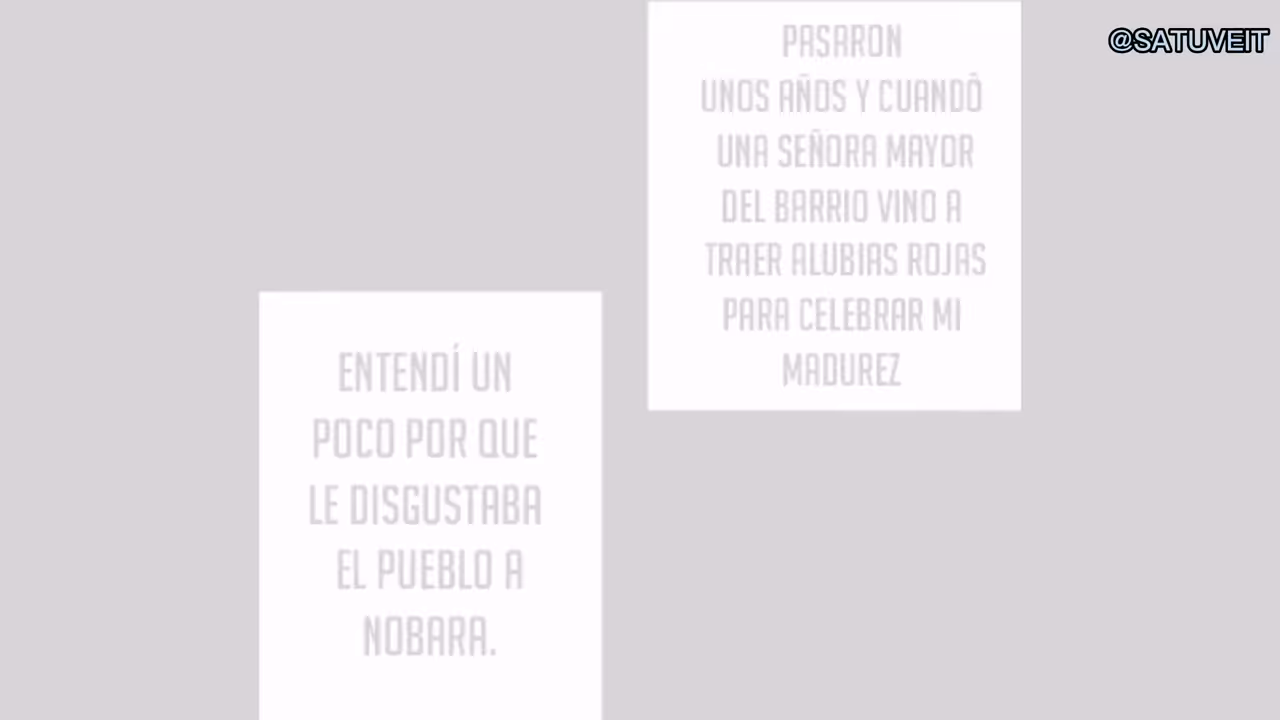 @SATUVEIT
PASARON
UNOS AÑOS Y CUANDO
UNA SEÑORA MAYOR
DEL BARRIO VINO A
TRAER ALUBIAS ROJAS
PARA CELEBRAR MI
MADUREZ
ENTENDÍ UN
POCO POR QUE
LE DISGUSTABA
EL PUEBLO A
NOBARA.